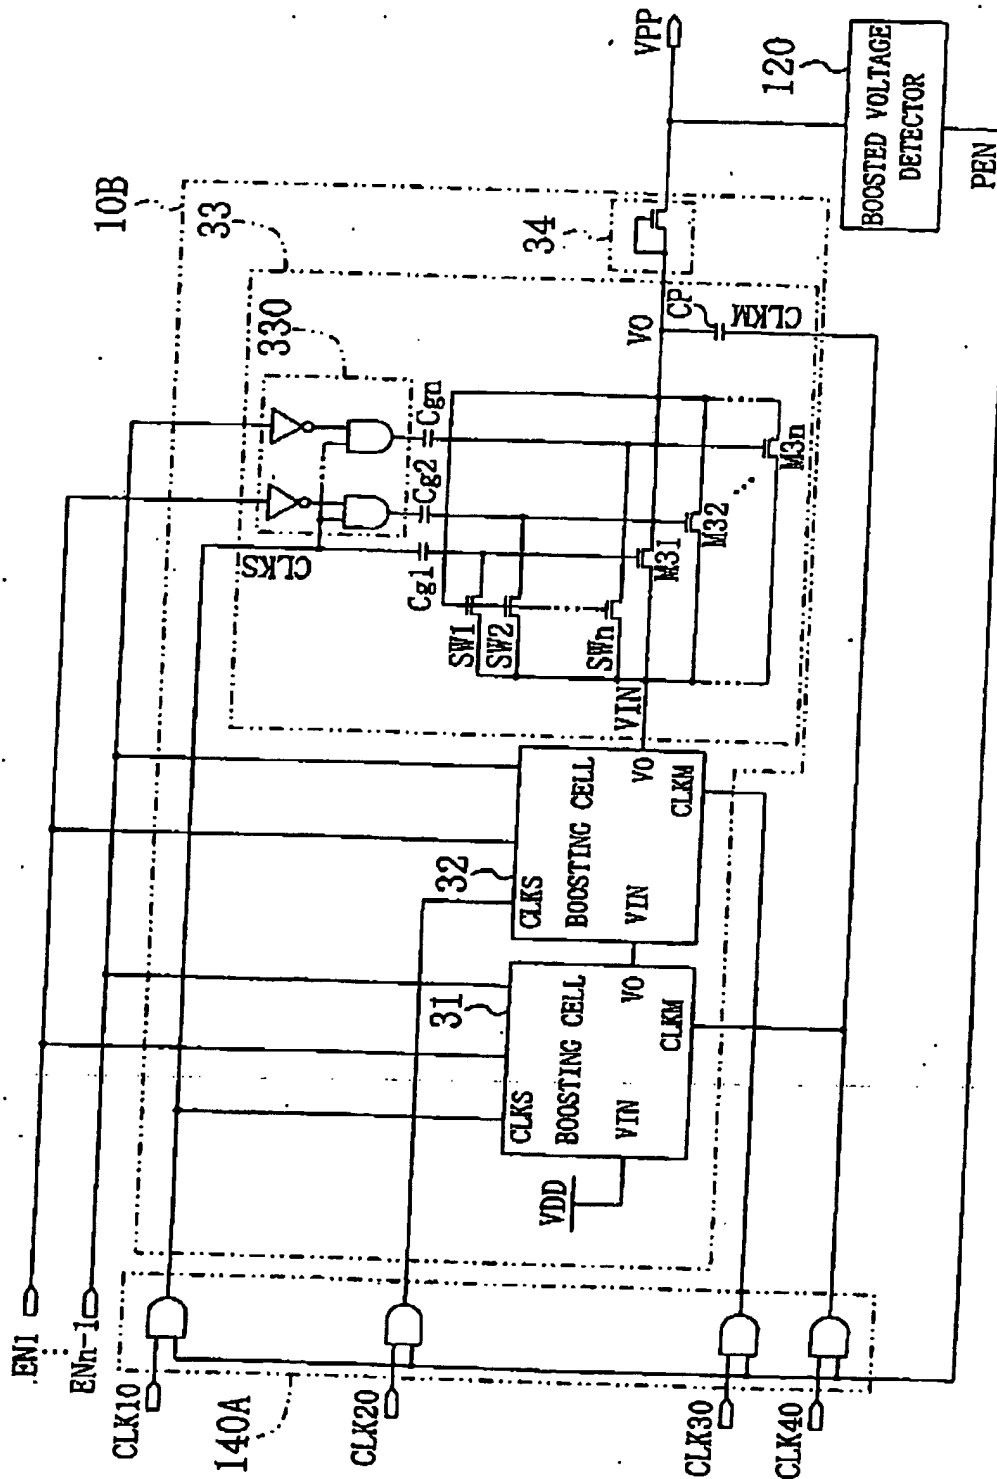 EN1
ENn-1
CLK10
140A
CLK20
CLK30
CLK40
10B
33
330
CLKS
Cg1
Cg2
Cgn
SW1
SW2
SWn
M31
M32
M3n
VIN
VO
CP
CLKM
34
VPP
120
BOOSTED VOLTAGE
DETECTOR
PEN
VDD
31
CLKS
BOOSTING CELL
VIN
VO
CLKM
32
CLKS
BOOSTING CELL
VIN
VO
CLKM